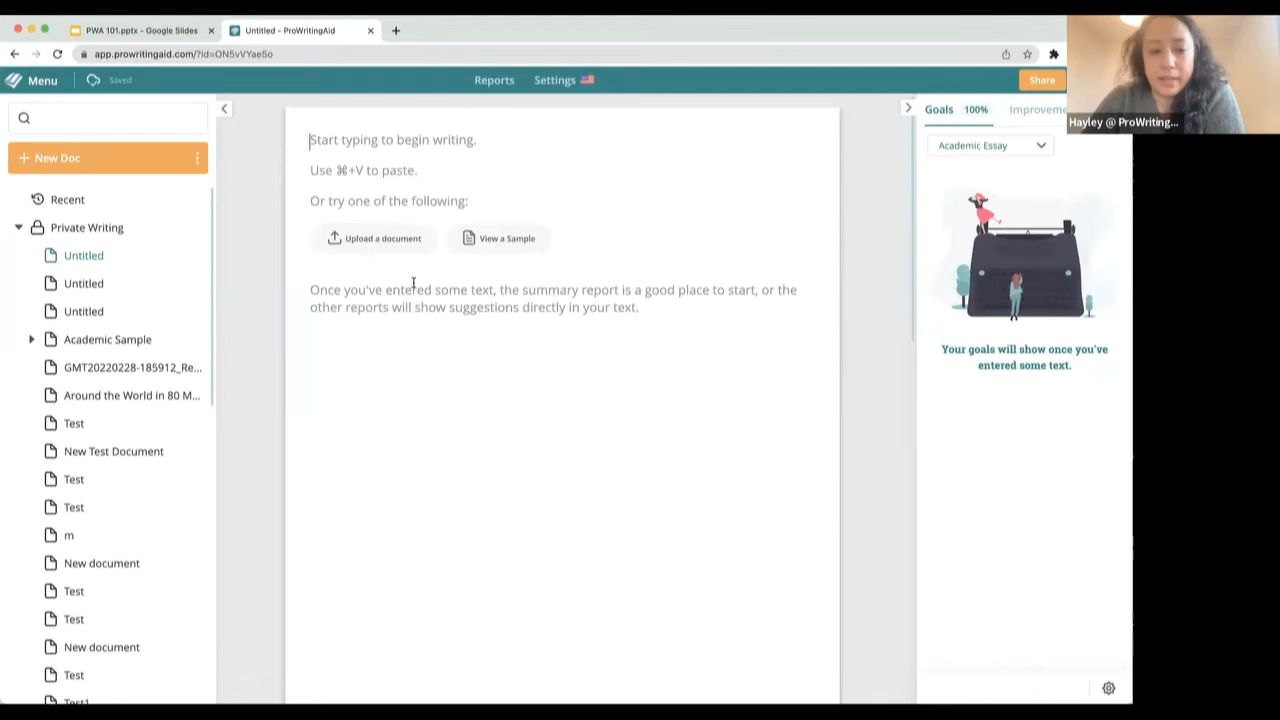 PWA 101.pptx - Google Slides
Untitled - ProWritingAid
app.prowritingaid.com/?id=ON5vVYae5o
Menu
Saved
Reports
Settings
Share
Hayley @ ProWriting...
New Doc
Recent
Private Writing
Untitled
Untitled
Untitled
Academic Sample
GMT20220228-185912_Re...
Around the World in 80 M...
Test
New Test Document
Test
Test
m
New document
Test
Test
New document
Test
Test1
Start typing to begin writing.
Use ⌘+V to paste.
Or try one of the following:
Upload a document
View a Sample
Once you've entered some text, the summary report is a good place to start, or the
other reports will show suggestions directly in your text.
Goals 100%
Improveme
Academic Essay
Your goals will show once you've
entered some text.